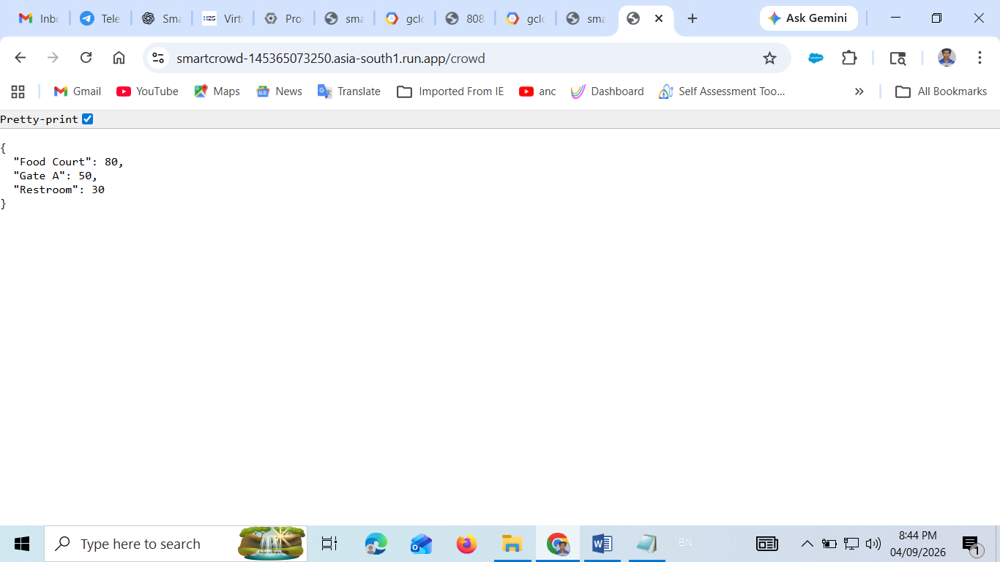 Inbo
Tele
Sma
H2S
Virtu
Pro
sma
gclo
808
gclo
sma
Ask Gemini
smartcrowd-145365073250.asia-south1.run.app/crowd
Gmail
YouTube
Maps
News
Translate
Imported From IE
anc
Dashboard
Self Assessment Too...
All Bookmarks
Pretty-print
{
"Food Court": 80,
"Gate A": 50,
"Restroom": 30
}
Type here to search
EN
8:44 PM
04/09/2026
1